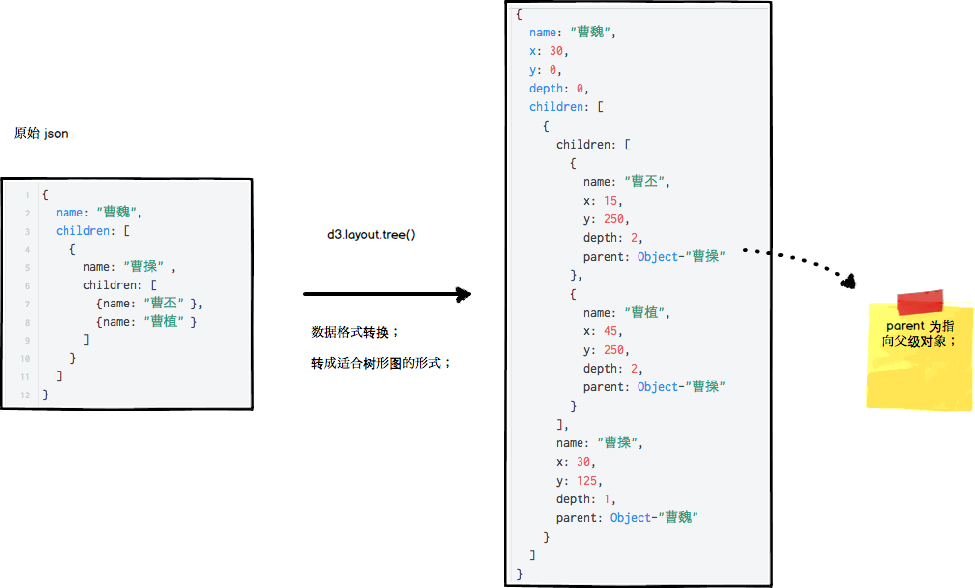 原始 json
1 {
2 name: "曹魏",
3 children: [
4 {
5 name: "曹操" ,
6 children: [
7 {name: "曹丕" },
8 {name: "曹植" }
9 ]
10 }
11 ]
12 }
d3.layout.tree()
数据格式转换；
转成适合树形图的形式；
{
name: "曹魏",
x: 30,
y: 0,
depth: 0,
children: [
{
children: [
{
name: "曹丕",
x: 15,
y: 250,
depth: 2,
parent: Object-"曹操"
},
{
name: "曹植",
x: 45,
y: 250,
depth: 2,
parent: Object-"曹操"
}
],
name: "曹操",
x: 30,
y: 125,
depth: 1,
parent: Object-"曹魏"
}
]
}
parent 为指
向父级对象；